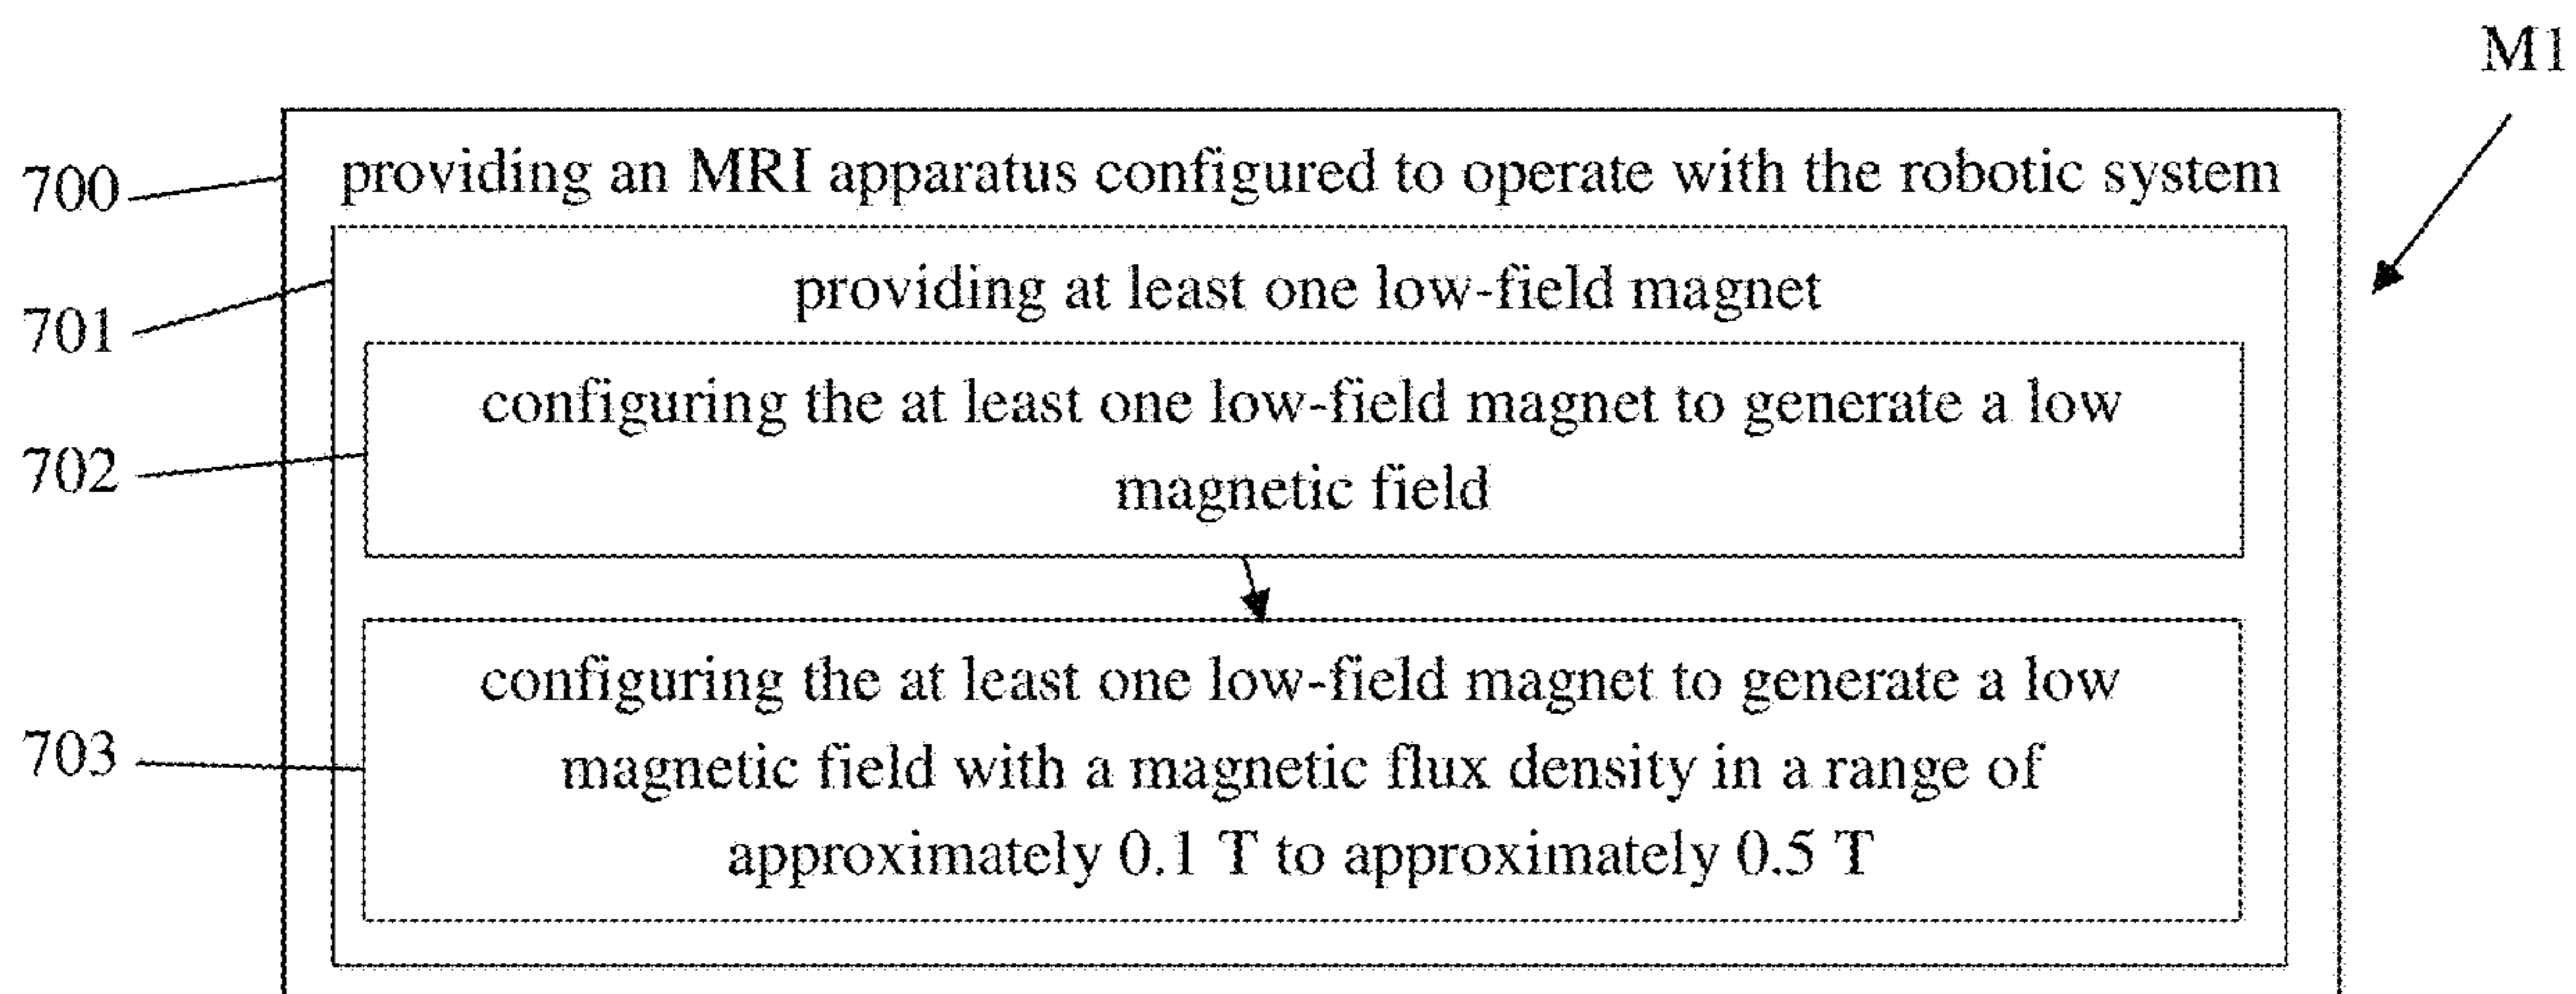 M1
700
providing an MRI apparatus configured to operate with the robotic system
701
providing at least one low-field magnet
702
configuring the at least one low-field magnet to generate a low
magnetic field
703
configuring the at least one low-field magnet to generate a low
magnetic field with a magnetic flux density in a range of
approximately 0.1 T to approximately 0.5 T